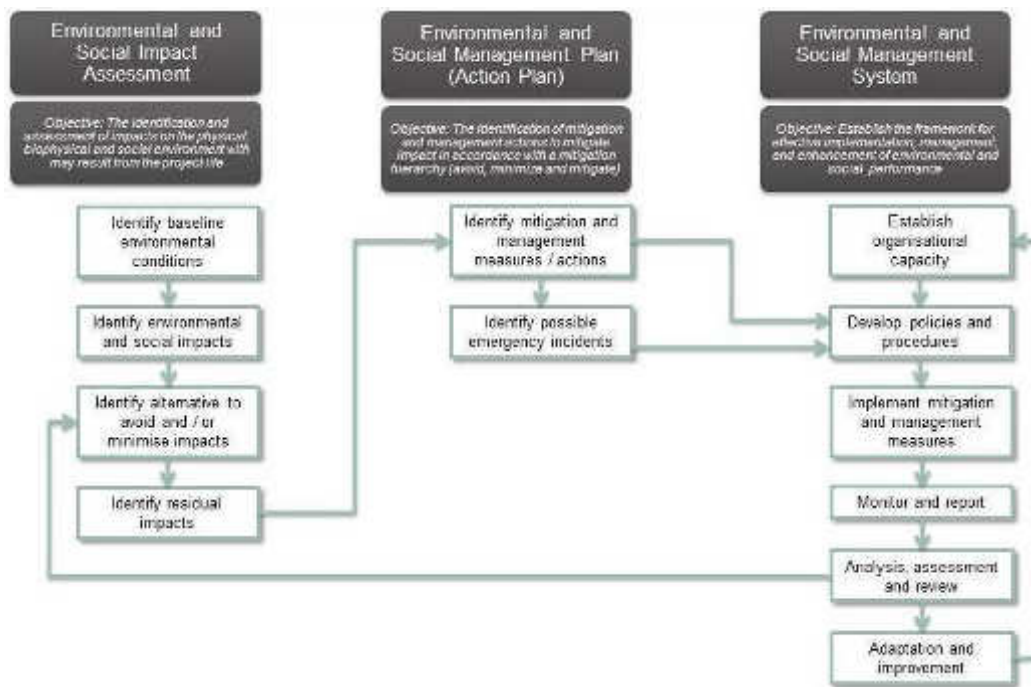 Environmental and
Social Impact
Assessment
Objective: The identification and
assessment of impacts on the physical,
biophysical and social environment with
may result from the project life
Identify baseline
environmental
conditions
Identify environmental
and social impacts
Identify alternative to
avoid and / or
minimise impacts
Identify residual
impacts
Environmental and
Social Management Plan
(Action Plan)
Objective: The identification of mitigation
and management actions to mitigate
impact in accordance with a mitigation
hierarchy (avoid, minimize and mitigate)
Identify mitigation and
management
measures / actions
Identify possible
emergency incidents
Environmental and
Social Management
System
Objective: Establish the framework for
effective implementation, management,
and enhancement of environmental and
social performance
Establish
organisational
capacity
Develop policies and
procedures
Implement mitigation
and management
measures
Monitor and report
Analysis, assessment
and review
Adaptation and
improvement